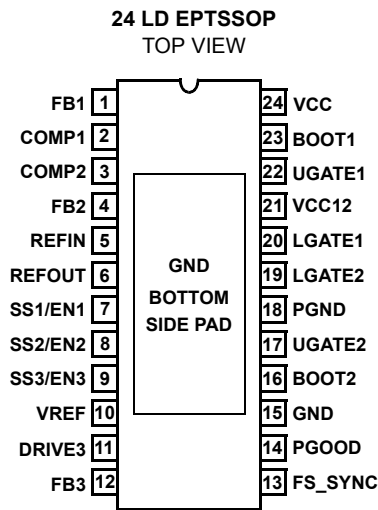 24 LD EPTSSOP
TOP VIEW
FB1 1
COMP1 2
COMP2 3
FB2 4
REFIN 5
REFOUT 6
SS1/EN1 7
SS2/EN2 8
SS3/EN3 9
VREF 10
DRIVE3 11
FB3 12
GND
BOTTOM
SIDE PAD
24 VCC
23 BOOT1
22 UGATE1
21 VCC12
20 LGATE1
19 LGATE2
18 PGND
17 UGATE2
16 BOOT2
15 GND
14 PGOOD
13 FS_SYNC